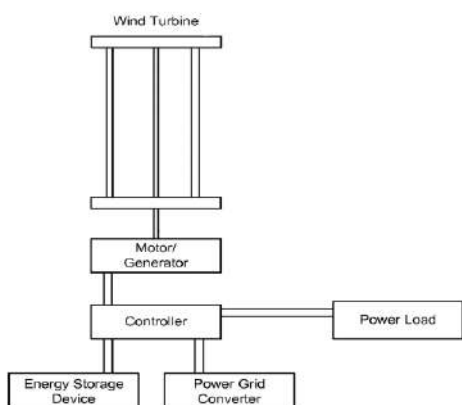 Wind Turbine
Motor/
Generator
Controller
Power Load
Energy Storage
Device
Power Grid
Converter